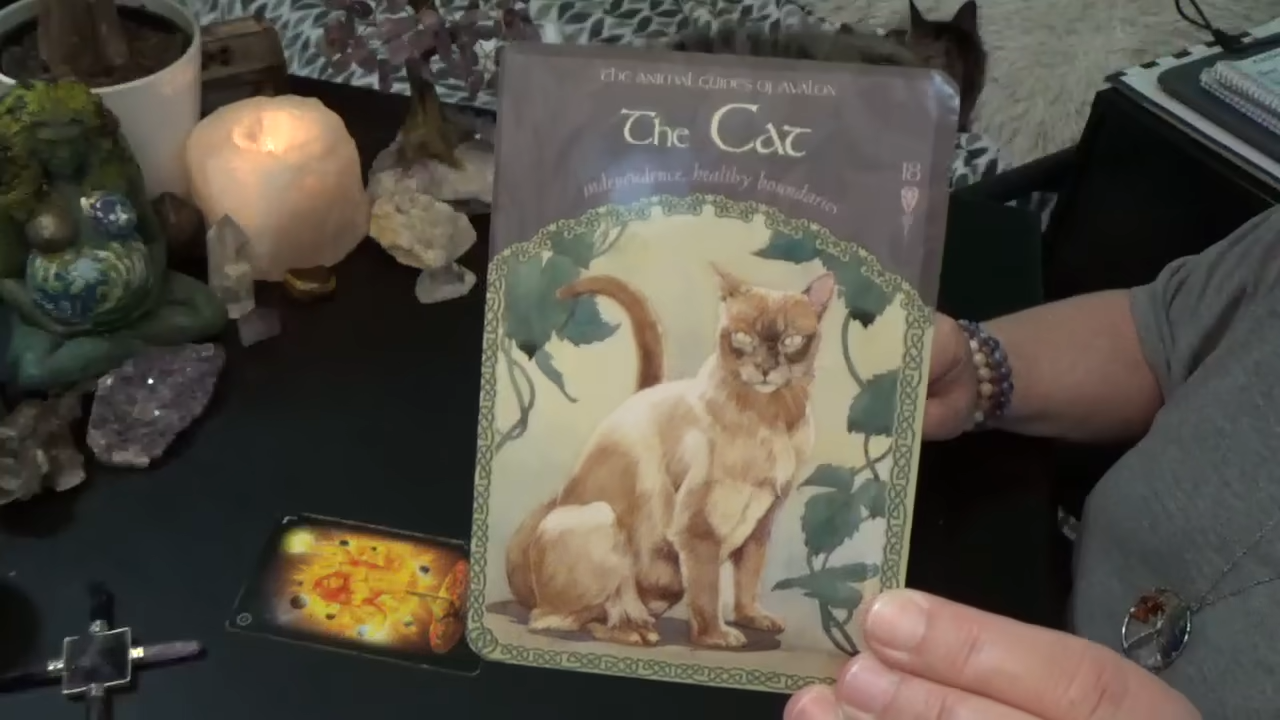 The Animal Guides of Avalon
The Cat
independence, healthy boundaries
18